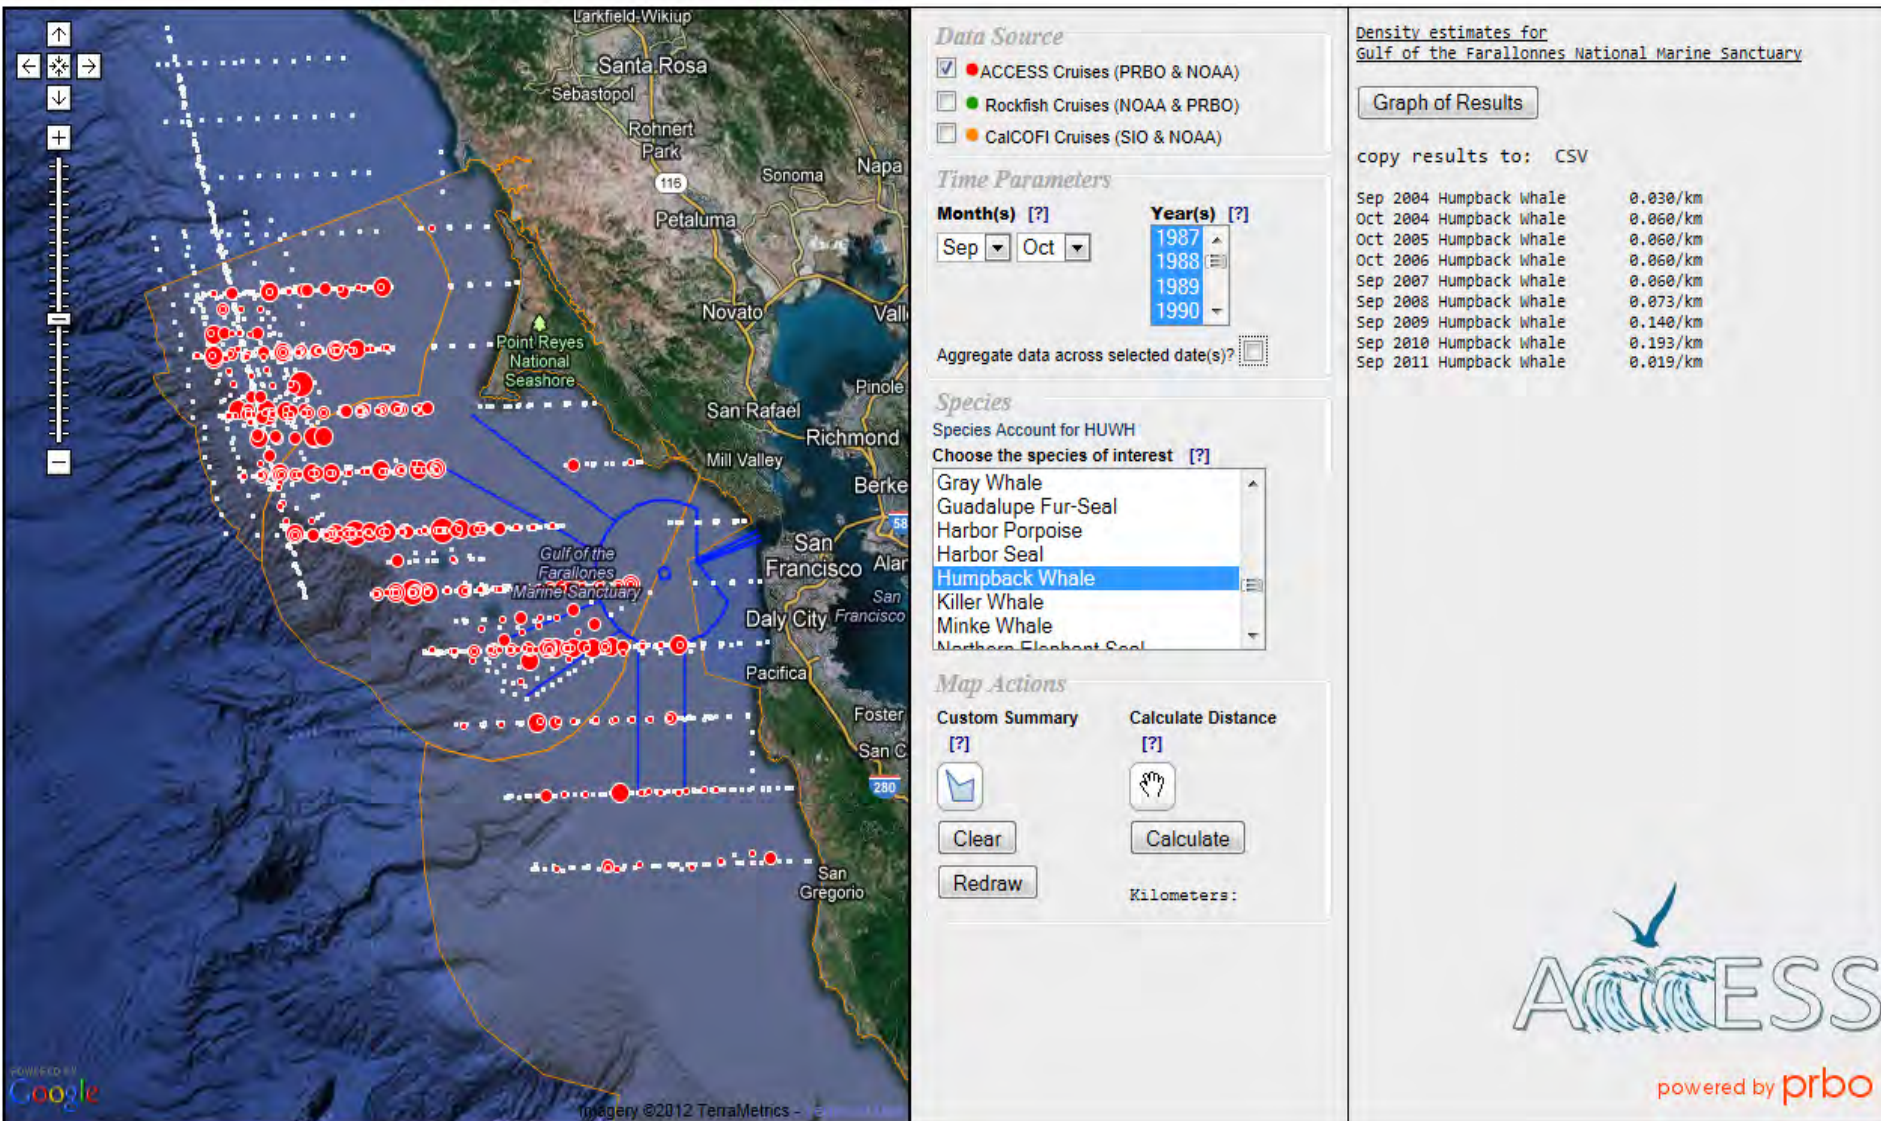 Larkfield-Wikiup
Santa Rosa
Sebastopol
Rohnert
Park
116
Sonoma
Napa
Petaluma
Novato
Vall
Point Reyes
National
Seashore
Pinole
San Rafael
Richmond
Mill Valley
Berke
58
San
Francisco
Alar
Gulf of the
Farallones
Marine Sanctuary
San
Francisco
Daly City
Pacifica
Foster
San C
280
San
Gregorio
POWERED BY
Google
Imagery ©2012 TerraMetrics -
Data Source
ACCESS Cruises (PRBO & NOAA)
Rockfish Cruises (NOAA & PRBO)
CalCOFI Cruises (SIO & NOAA)
Time Parameters
Month(s) [?] Year(s) [?]
Sep Oct
1987
1988
1989
1990
Aggregate data across selected date(s)?
Species
Species Account for HUWH
Choose the species of interest [?]
Gray Whale
Guadalupe Fur-Seal
Harbor Porpoise
Harbor Seal
Humpback Whale
Killer Whale
Minke Whale
Northern Elephant Seal
Map Actions
Custom Summary Calculate Distance
[?] [?]
Clear Calculate
Redraw
Kilometers:
Density estimates for
Gulf of the Farallonnes National Marine Sanctuary
Graph of Results
copy results to: CSV
Sep 2004 Humpback Whale 0.030/km
Oct 2004 Humpback Whale 0.060/km
Oct 2005 Humpback Whale 0.060/km
Oct 2006 Humpback Whale 0.060/km
Sep 2007 Humpback Whale 0.060/km
Sep 2008 Humpback Whale 0.073/km
Sep 2009 Humpback Whale 0.140/km
Sep 2010 Humpback Whale 0.193/km
Sep 2011 Humpback Whale 0.019/km
ACCESS
powered by prbo